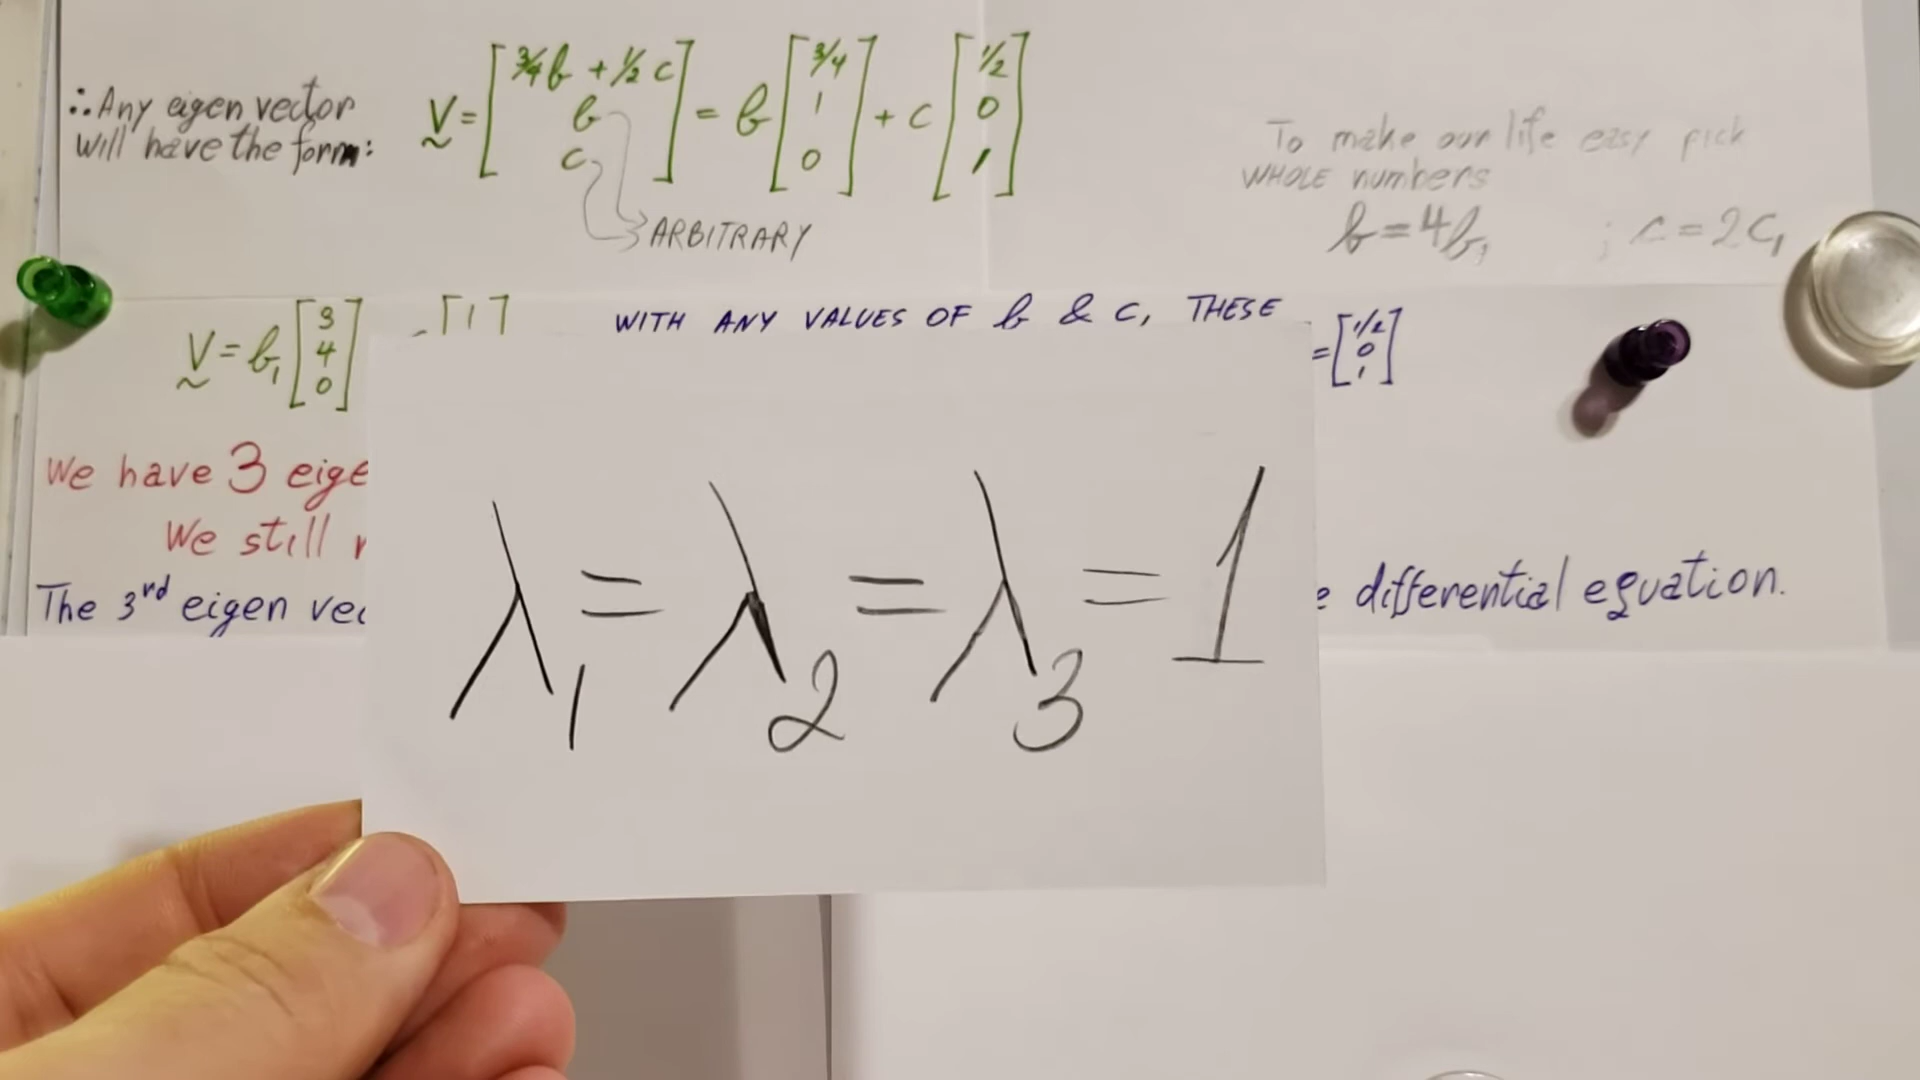 ∴ Any eigen vector
will have the form:
V = [3/4 b + 1/2 c
b
c] = b [3/4
1
0] + c [1/2
0
1]
ARBITRARY
To make our life easy pick
WHOLE numbers
b = 4b₁ ; c = 2C₁
V = b₁ [3
4
0]
[1]
WITH ANY VALUES OF b & C, THESE
= [1/2
0
1]
We have 3 eige
We still
The 3rd eigen vec
differential equation.
λ₁ = λ₂ = λ₃ = 1